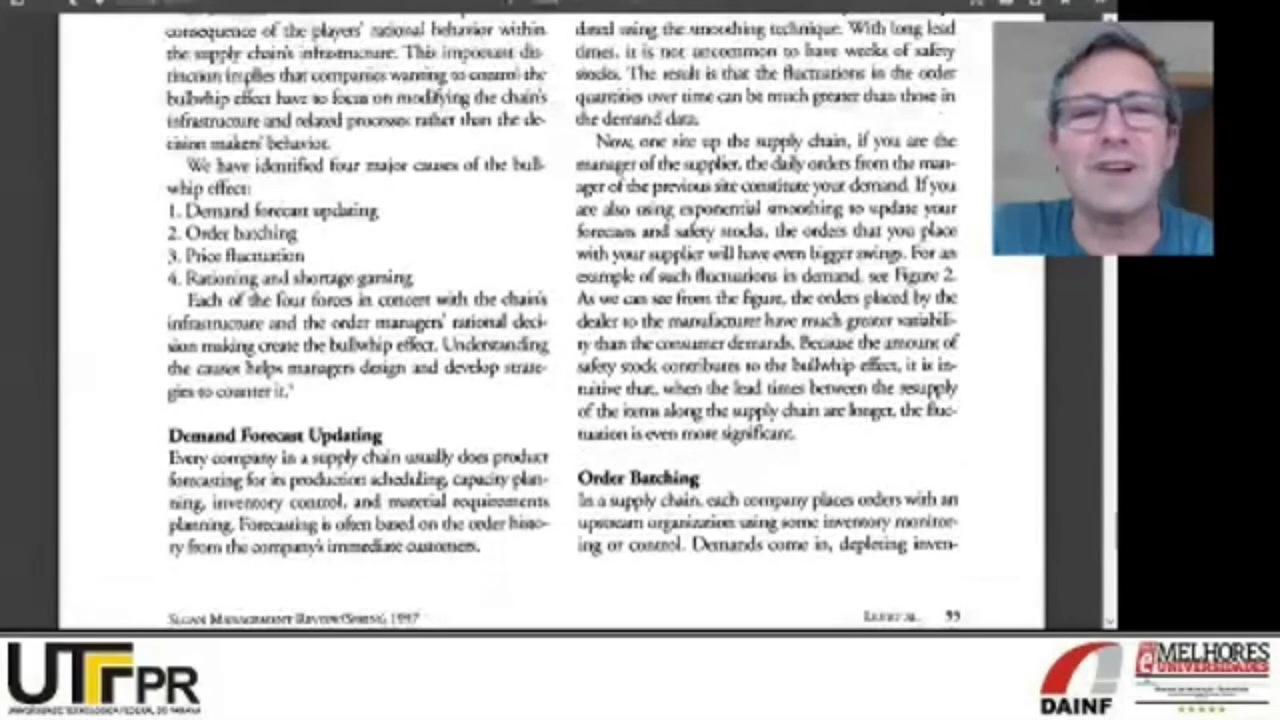 consequence of the players' rational behavior within
the supply chain's infrastructure. This important dis-
tinction implies that companies wanting to control the
bullwhip effect have to focus on modifying the chain's
infrastructure and related processes rather than the de-
cision makers' behavior.
We have identified four major causes of the bull-
whip effect:
1. Demand forecast updating
2. Order batching
3. Price fluctuation
4. Rationing and shortage gaming
Each of the four forces in concert with the chain's
infrastructure and the order managers' rational deci-
sion making create the bullwhip effect. Understanding
the causes helps managers design and develop strate-
gies to counter it.
Demand Forecast Updating
Every company in a supply chain usually does product
forecasting for its production scheduling, capacity plan-
ning, inventory control, and material requirements
planning. Forecasting is often based on the order histo-
ry from the company's immediate customers.
dated using the smoothing technique. With long lead
times, it is not uncommon to have weeks of safety
stocks. The result is that the fluctuations in the order
quantities over time can be much greater than those in
the demand data.
Now, one site up the supply chain, if you are the
manager of the supplier, the daily orders from the man-
ager of the previous site constitute your demand. If you
are also using exponential smoothing to update your
forecasts and safety stocks, the orders that you place
with your supplier will have even bigger swings. For an
example of such fluctuations in demand, see Figure 2.
As we can see from the figure, the orders placed by the
dealer to the manufacturer have much greater variabili-
ty than the consumer demands. Because the amount of
safety stock contributes to the bullwhip effect, it is in-
tuitive that, when the lead times between the resupply
of the items along the supply chain are longer, the fluc-
tuation is even more significant.
Order Batching
In a supply chain, each company places orders with an
upstream organization using some inventory monitor-
ing or control. Demands come in, depleting inven-
Sloan Management Review/Spring 1997
Lee et al. 95
UTFPR
UNIVERSIDADE TECNOLÓGICA FEDERAL DO PARANÁ
DAINF
MELHORES
UNIVERSIDADES